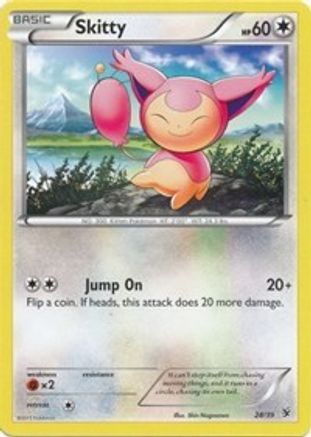 BASIC
Skitty
HP60
NO. 300 Kitten Pokémon HT: 2'00" WT: 24.3 lbs.
Jump On
20+
Flip a coin. If heads, this attack does 20 more damage.
weakness
resistance
×2
It can't stop itself from chasing
moving things, and it runs in a
circle, chasing its own tail.
retreat
Illus. Shin Nagasawa
28/39